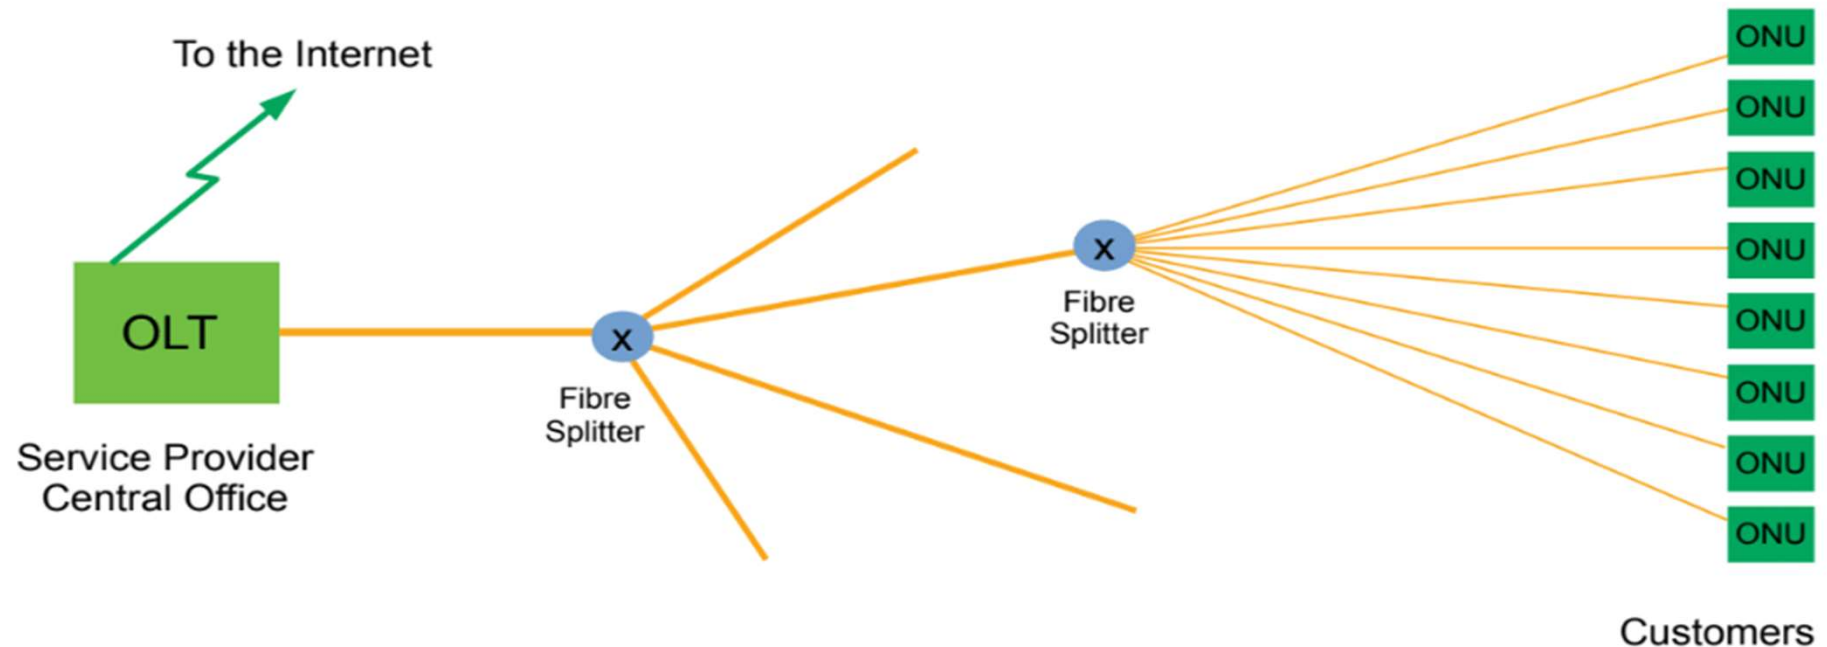 To the Internet
OLT
Service Provider
Central Office
x
Fibre
Splitter
x
Fibre
Splitter
ONU
ONU
ONU
ONU
ONU
ONU
ONU
ONU
Customers